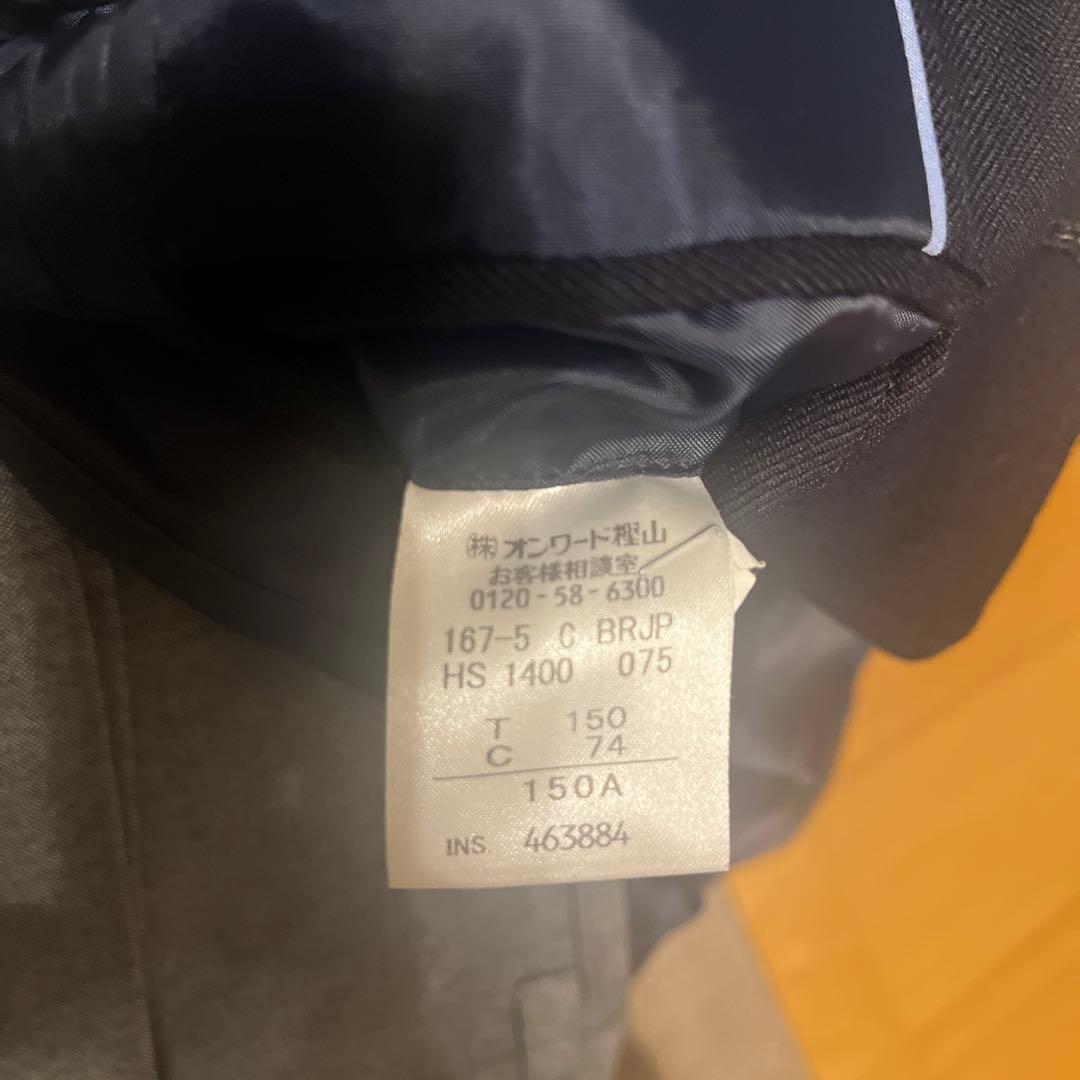 ㈱オンワード樫山
お客様相談室
0120-58-6300
167-5 C BRJP
HS 1400 075
T 150
C 74
150A
INS. 463884